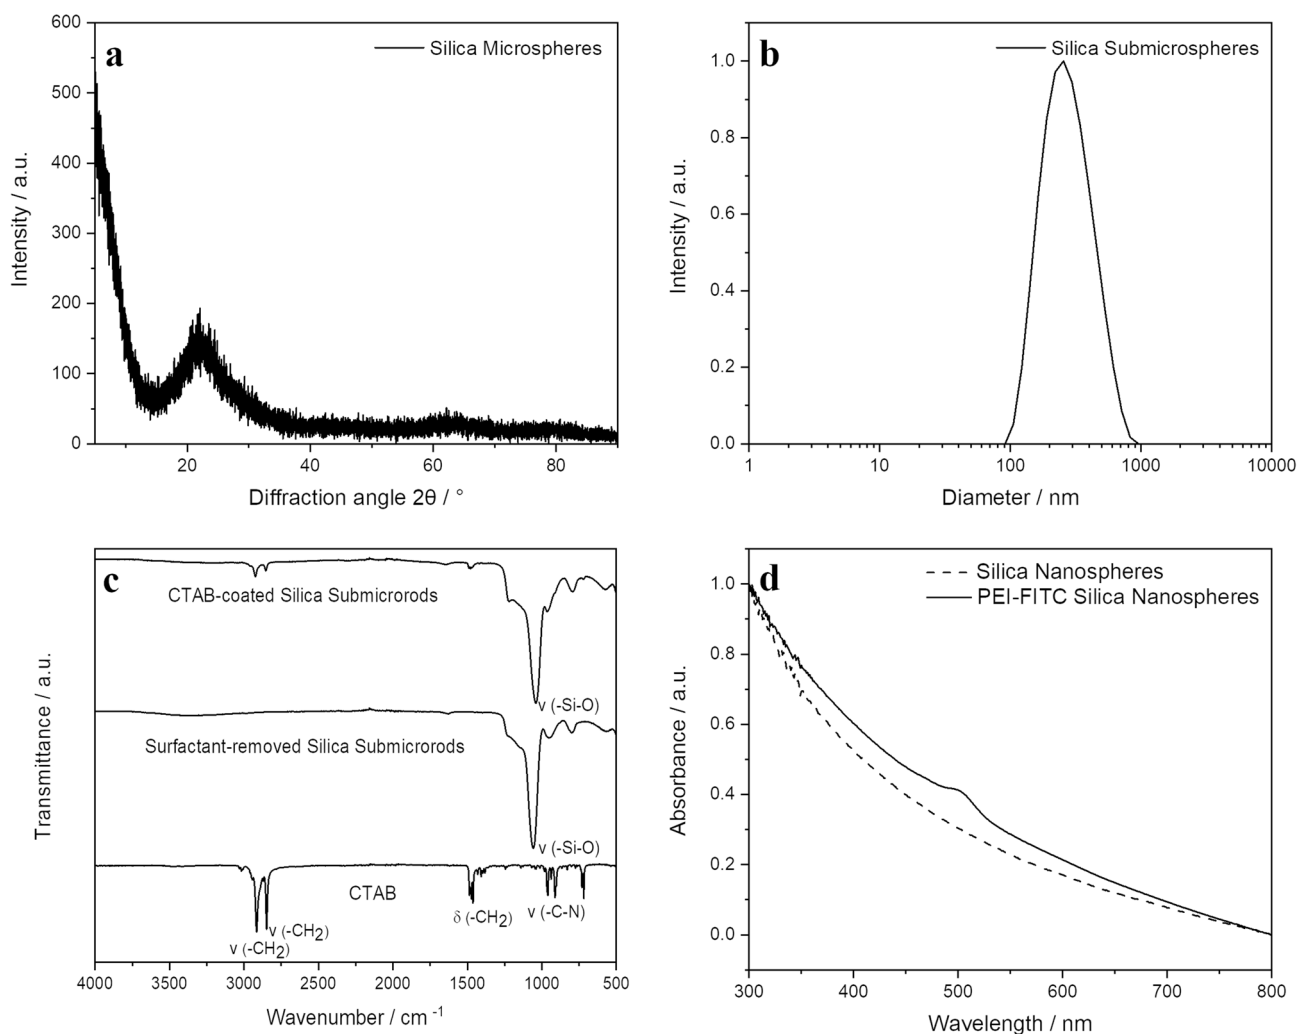 a
Silica Microspheres
600
500
400
300
200
100
0
20
40
60
80
Intensity / a.u.
Diffraction angle 2θ / °
b
Silica Submicrospheres
1.0
0.8
0.6
0.4
0.2
0.0
1
10
100
1000
10000
Intensity / a.u.
Diameter / nm
c
CTAB-coated Silica Submicrorods
ν (-Si-O)
Surfactant-removed Silica Submicrorods
ν (-Si-O)
CTAB
ν (-CH2)
ν (-CH2)
δ (-CH2)
ν (-C-N)
4000
3500
3000
2500
2000
1500
1000
500
Transmittance / a.u.
Wavenumber / cm -1
d
Silica Nanospheres
PEI-FITC Silica Nanospheres
1.0
0.8
0.6
0.4
0.2
0.0
300
400
500
600
700
800
Absorbance / a.u.
Wavelength / nm